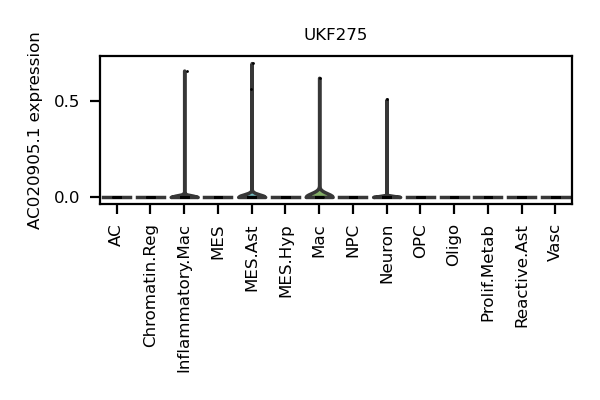 UKF275
AC020905.1 expression
0.5
0.0
AC
Chromatin.Reg
Inflammatory.Mac
MES
MES.Ast
MES.Hyp
Mac
NPC
Neuron
OPC
Oligo
Prolif.Metab
Reactive.Ast
Vasc